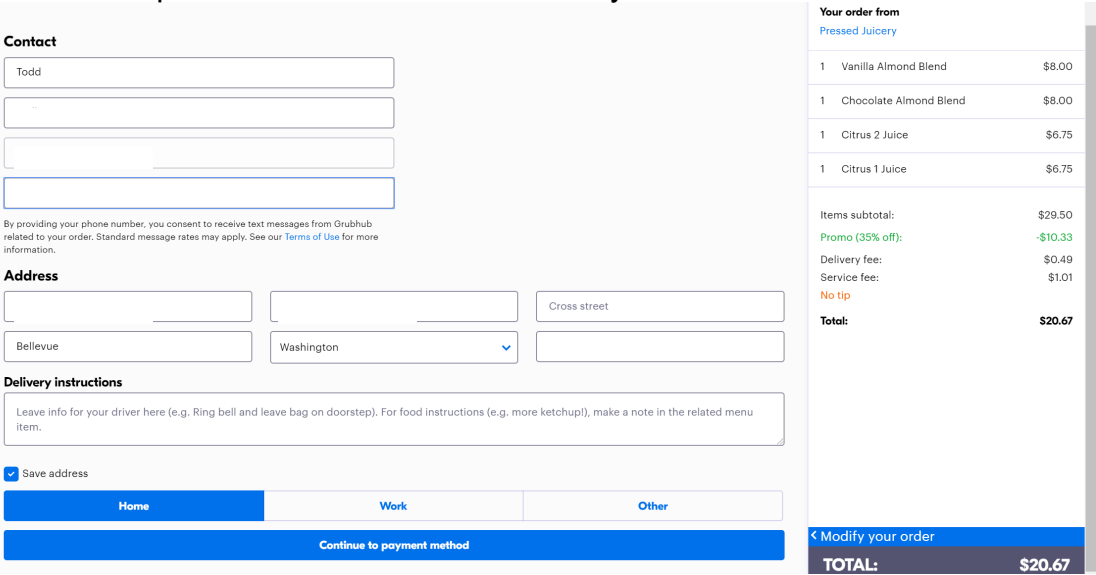 Contact
Todd
By providing your phone number, you consent to receive text messages from Grubhub
related to your order. Standard message rates may apply. See our Terms of Use for more
information.
Address
Cross street
Bellevue
Washington
Delivery instructions
Leave info for your driver here (e.g. Ring bell and leave bag on doorstep). For food instructions (e.g. more ketchup!), make a note in the related menu
item.
Save address
Home Work Other
Continue to payment method
Your order from
Pressed Juicery
1 Vanilla Almond Blend $8.00
1 Chocolate Almond Blend $8.00
1 Citrus 2 Juice $6.75
1 Citrus 1 Juice $6.75
Items subtotal: $29.50
Promo (35% off): -$10.33
Delivery fee: $0.49
Service fee: $1.01
No tip
Total: $20.67
Modify your order
TOTAL: $20.67